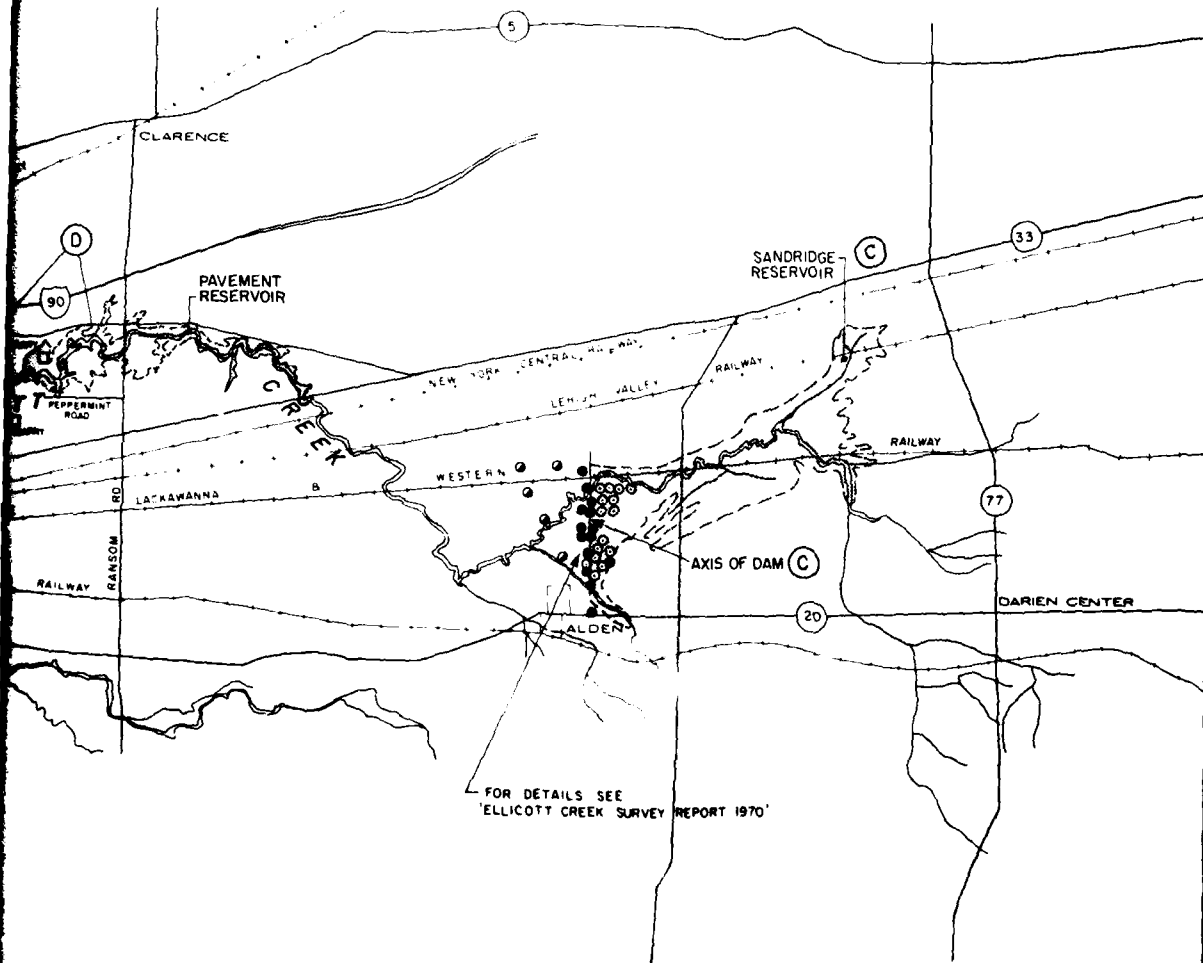 5
CLARENCE
33
SANDRIDGE
RESERVOIR
C
D
PAVEMENT
RESERVOIR
90
NEW YORK CENTRAL RAILWAY
LEHIGH VALLEY RAILWAY
PEPPERMINT
ROAD
CREEK
LACKAWANNA & WESTERN RAILWAY
RANSOM RD
77
AXIS OF DAM C
RAILWAY
DARIEN CENTER
20
ALDEN
FOR DETAILS SEE
'ELLICOTT CREEK SURVEY REPORT 1970'